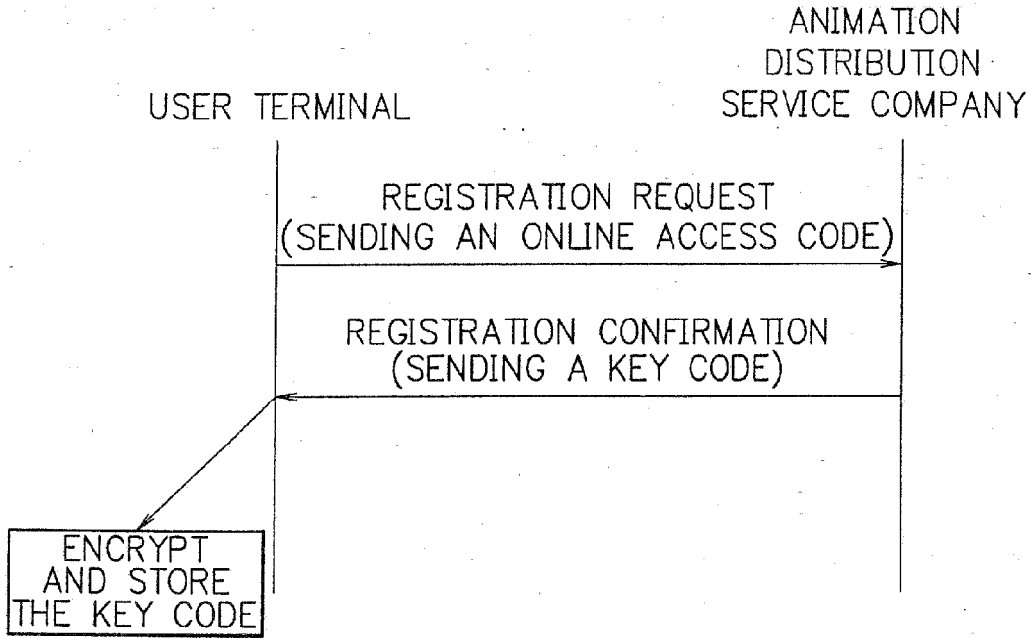 ANIMATION
DISTRIBUTION
SERVICE COMPANY
USER TERMINAL
REGISTRATION REQUEST
(SENDING AN ONLINE ACCESS CODE)
REGISTRATION CONFIRMATION
(SENDING A KEY CODE)
ENCRYPT
AND STORE
THE KEY CODE